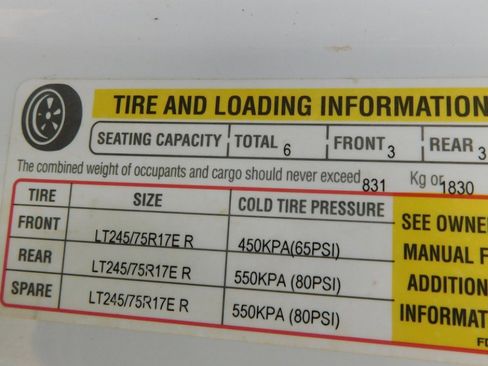 TIRE AND LOADING INFORMATION
SEATING CAPACITY TOTAL 6 FRONT 3 REAR 3
The combined weight of occupants and cargo should never exceed 831 Kg or 1830
TIRE SIZE COLD TIRE PRESSURE
FRONT LT245/75R17E R 450KPA(65PSI)
REAR LT245/75R17E R 550KPA (80PSI)
SPARE LT245/75R17E R 550KPA (80PSI)
SEE OWNE
MANUAL F
ADDITION
INFORMAT